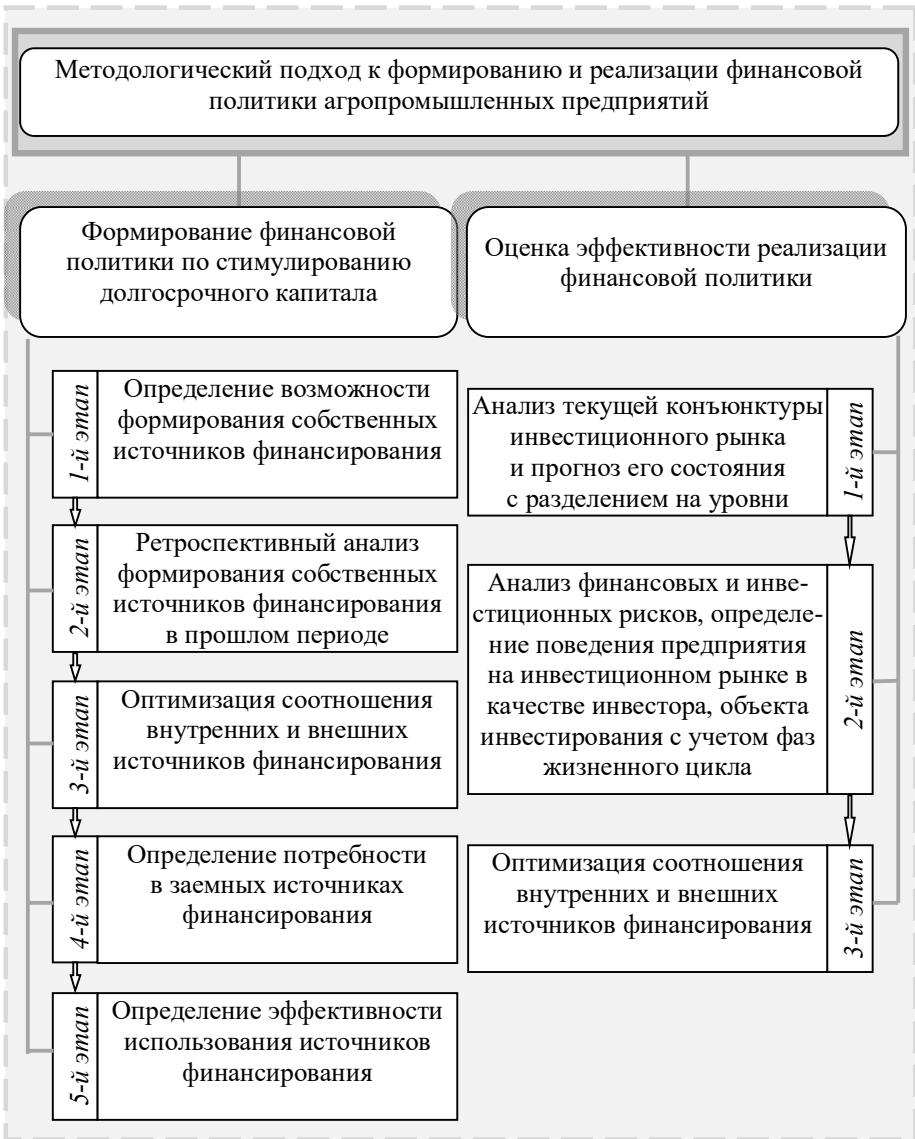 Методологический подход к формированию и реализации финансовой
политики агропромышленных предприятий
Формирование финансовой
политики по стимулированию
долгосрочного капитала
1-й этап
Определение возможности
формирования собственных
источников финансирования
2-й этап
Ретроспективный анализ
формирования собственных
источников финансирования
в прошлом периоде
3-й этап
Оптимизация соотношения
внутренних и внешних
источников финансирования
4-й этап
Определение потребности
в заемных источниках
финансирования
5-й этап
Определение эффективности
использования источников
финансирования
Оценка эффективности реализации
финансовой политики
Анализ текущей конъюнктуры
инвестиционного рынка
и прогноз его состояния
с разделением на уровни
1-й этап
Анализ финансовых и инве-
стиционных рисков, определе-
ние поведения предприятия
на инвестиционном рынке в
качестве инвестора, объекта
инвестирования с учетом фаз
жизненного цикла
2-й этап
Оптимизация соотношения
внутренних и внешних
источников финансирования
3-й этап